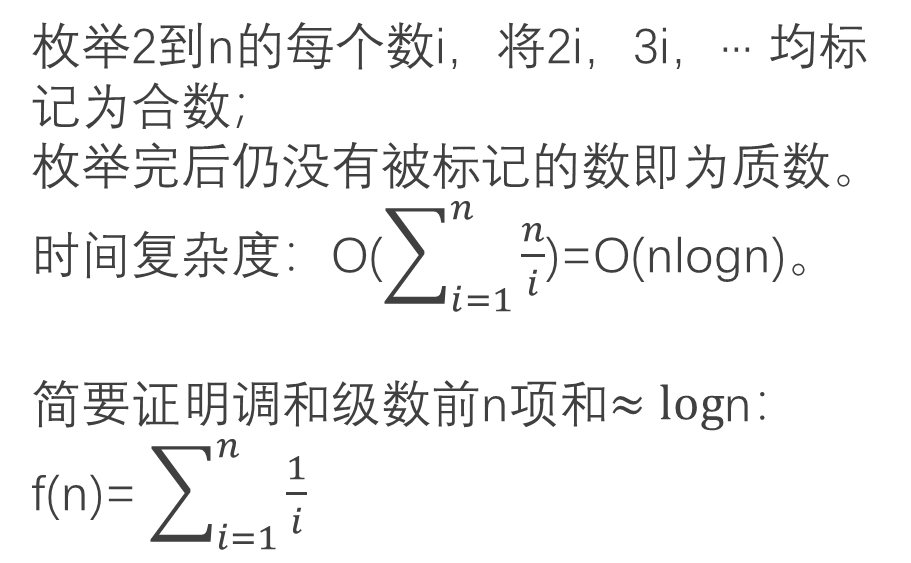 枚举2到n的每个数i，将2i，3i，… 均标
记为合数；
枚举完后仍没有被标记的数即为质数。
时间复杂度：O(∑_{i=1}^{n} n/i)=O(nlogn)。
简要证明调和级数前n项和≈ logn：
f(n)= ∑_{i=1}^{n} 1/i